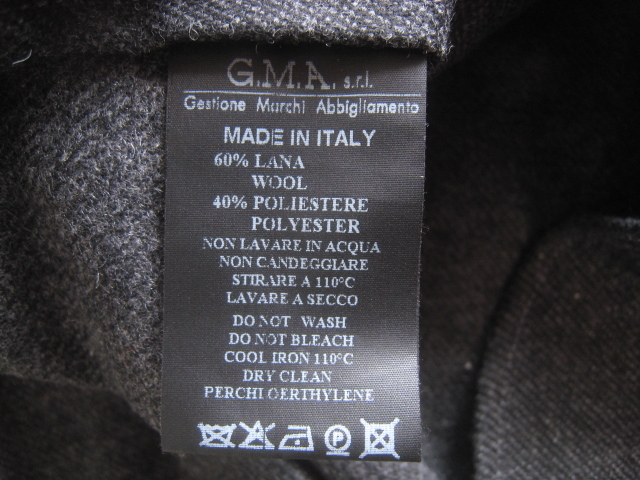 G.M.A. s.r.l.
Gestione Marchi Abbigliamento
MADE IN ITALY
60% LANA
WOOL
40% POLIESTERE
POLYESTER
NON LAVARE IN ACQUA
NON CANDEGGIARE
STIRARE A 110°C
LAVARE A SECCO
DO NOT WASH
DO NOT BLEACH
COOL IRON 110°C
DRY CLEAN
PERCHI OERTHYLENE
P